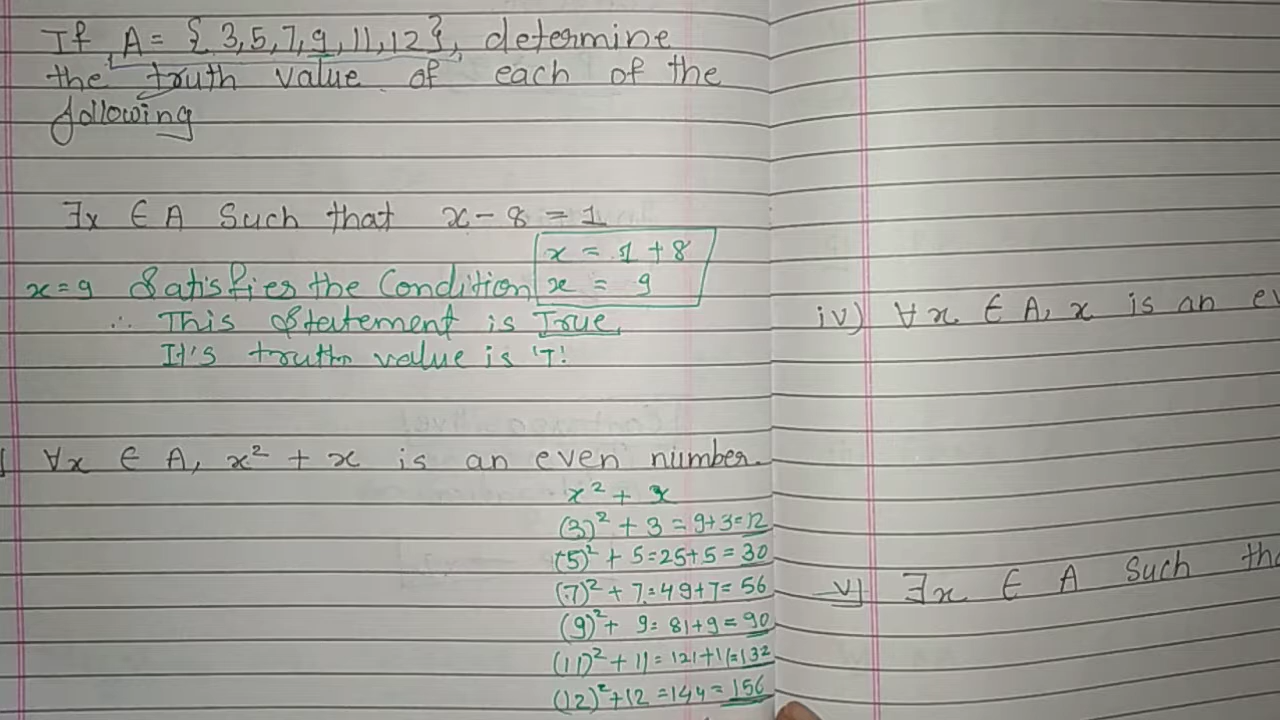 If A = { 3, 5, 7, 9, 11, 12 }, determine
the truth value of each of the
following
∃x ∈ A Such that x - 8 = 1
x = 1 + 8
x = 9 Satisfies the Condition x = 9
∴ This Statement is True
It's truth value is 'T'
∀x ∈ A, x² + x is an even number.
x² + x
(3)² + 3 = 9+3=12
(5)² + 5=25+5=30
(7)² + 7=49+7=56
(9)² + 9=81+9=90
(11)² + 11=121+11=132
(12)²+12 =144=156
iv) ∀x ∈ A, x is an
v) ∃x ∈ A Such